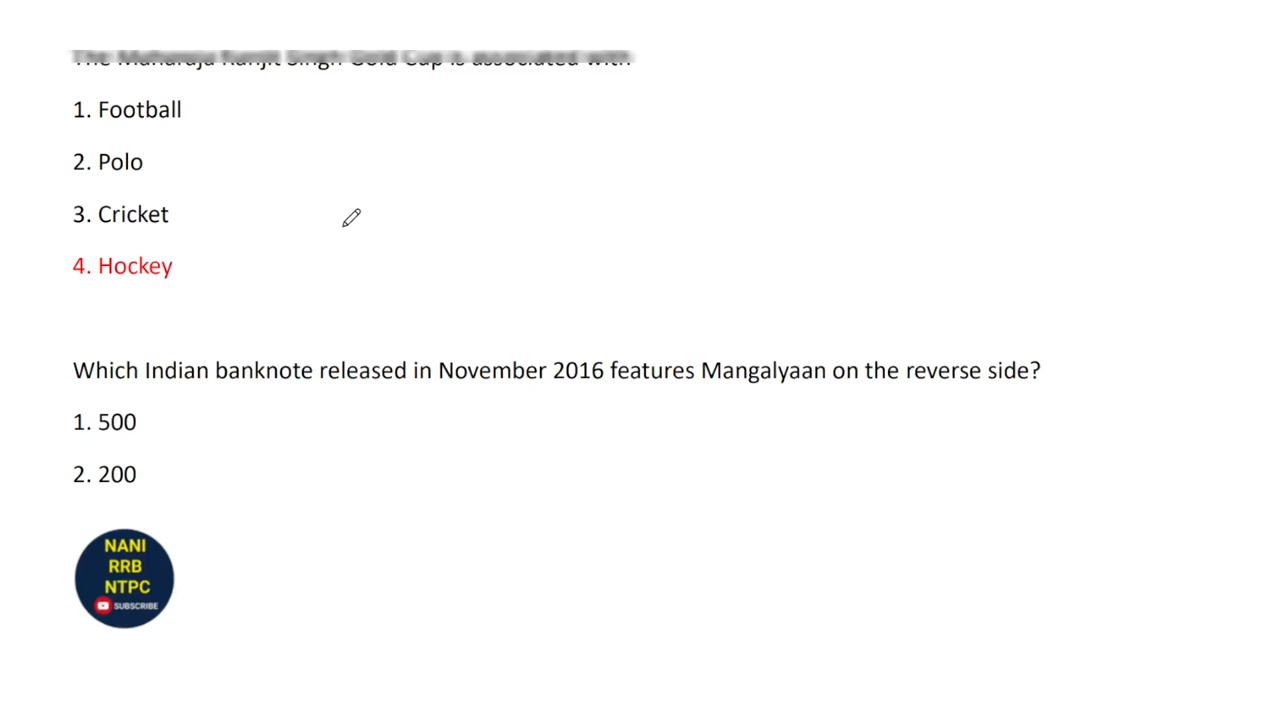 The Maharaja Ranjit Singh Gold Cup is associated with
1. Football
2. Polo
3. Cricket
4. Hockey
Which Indian banknote released in November 2016 features Mangalyaan on the reverse side?
1. 500
2. 200
NANI
RRB
NTPC
SUBSCRIBE